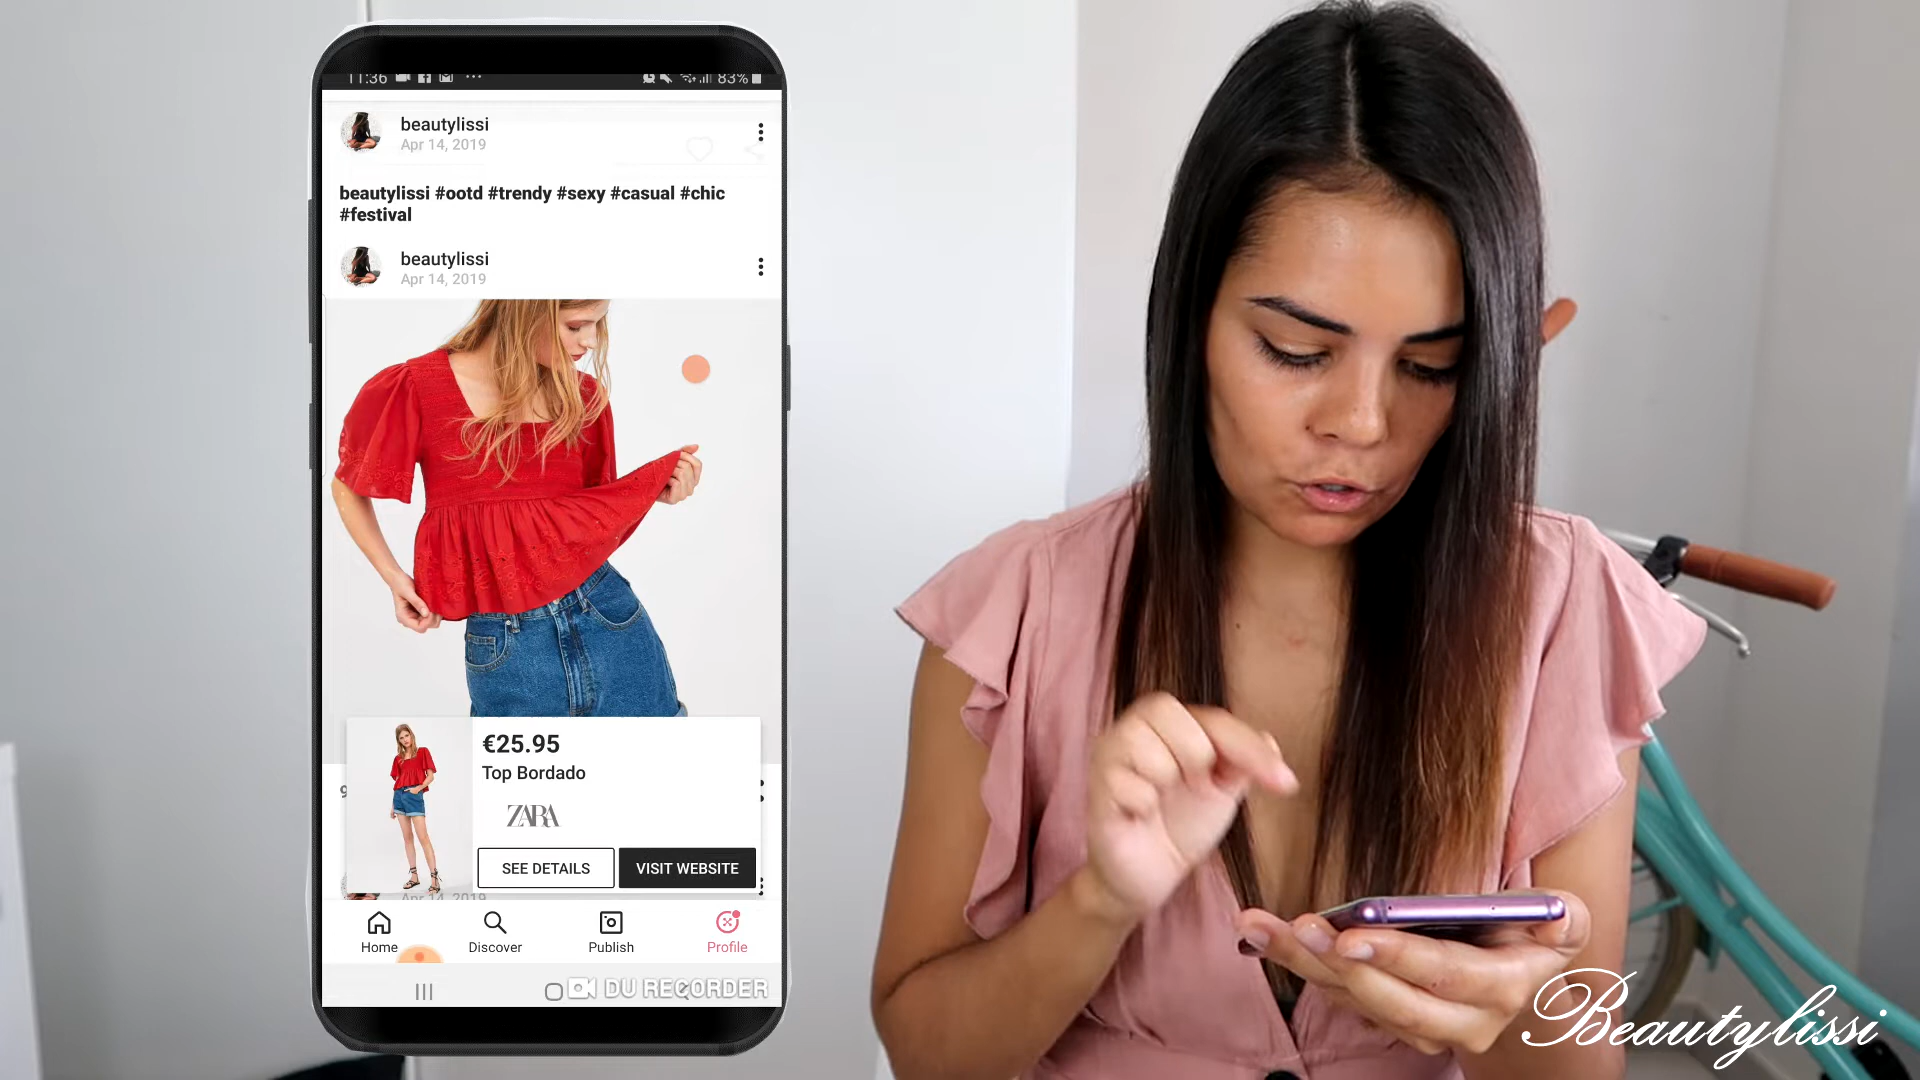 11:36 83%
beautylissi
Apr 14, 2019
beautylissi #ootd #trendy #sexy #casual #chic
#festival
beautylissi
Apr 14, 2019
€25.95
Top Bordado
ZARA
SEE DETAILS VISIT WEBSITE
Apr 14, 2019
Home Discover Publish Profile
DU RECORDER
Beautylissi